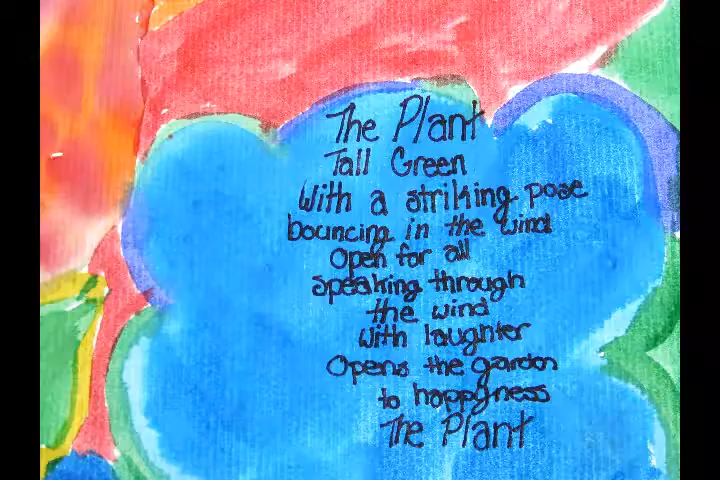 The Plant
Tall Green
With a striking pose
bouncing in the wind
Open for all
speaking through
the wind
with laughter
Opens the garden
to happyness
The Plant